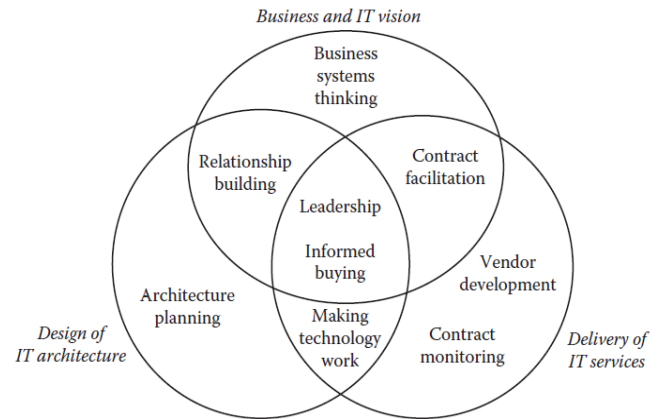 Business and IT vision
Business
systems
thinking
Relationship
building
Contract
facilitation
Leadership
Informed
buying
Vendor
development
Architecture
planning
Making
technology
work
Contract
monitoring
Design of
IT architecture
Delivery of
IT services